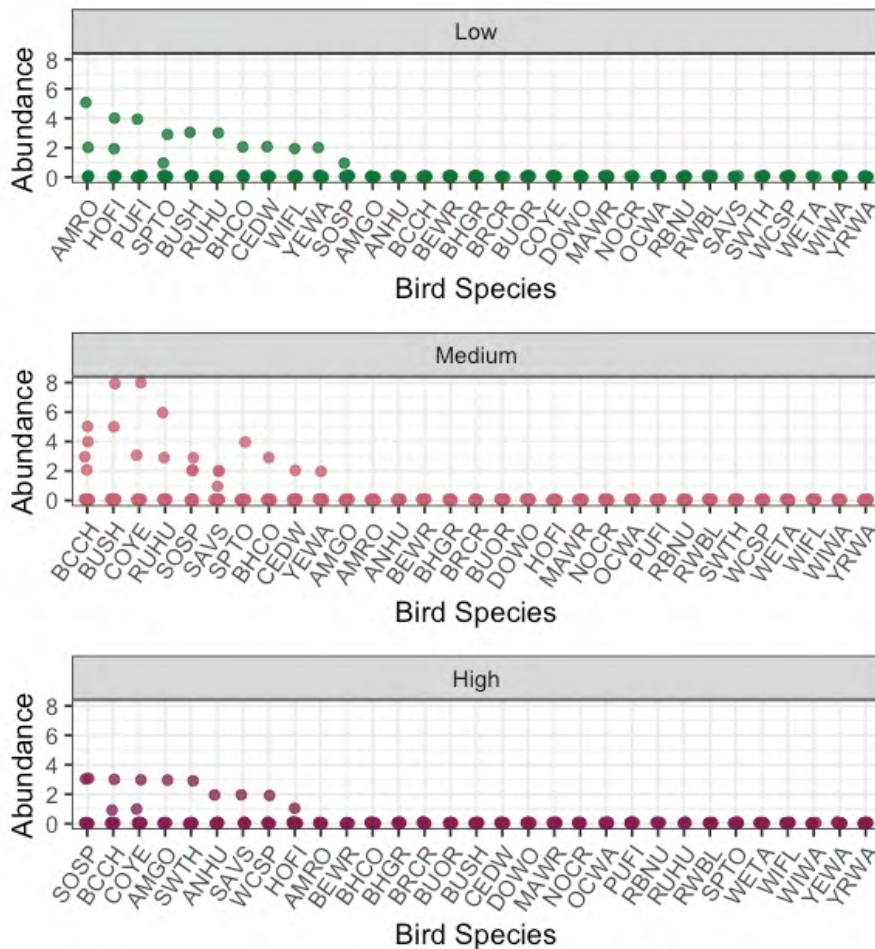 Low
Abundance
8
6
4
2
0
AMRO HOFI PUFI SPTO BUSH RUHU BHCO CEDW WIFL YEWA SOSP AMGO ANHU BCCH BEWR BHGR BRCR BUOR COYE DOWO MAWR NOCR OCWA RBNU RWBL SAVS SWTH WCSP WETA WIWA YRWA
Bird Species
Medium
Abundance
8
6
4
2
0
BCCH BUSH COYE RUHU SOSP SAVS SPTO BHCO CEDW YEWA AMGO AMRO ANHU BEWR BHGR BRCR BUOR DOWO HOFI MAWR NOCR OCWA PUFI RBNU RWBL SWTH WCSP WETA WIFL WIWA YRWA
Bird Species
High
Abundance
8
6
4
2
0
SOSP BCCH COYE AMGO SWTH ANHU SAVS WCSP HOFI AMRO BEWR BHCO BHGR BRCR BUOR BUSH CEDW DOWO MAWR NOCR OCWA PUFI RBNU RUHU RWBL SPTO WETA WIFL WIWA YEWA YRWA
Bird Species